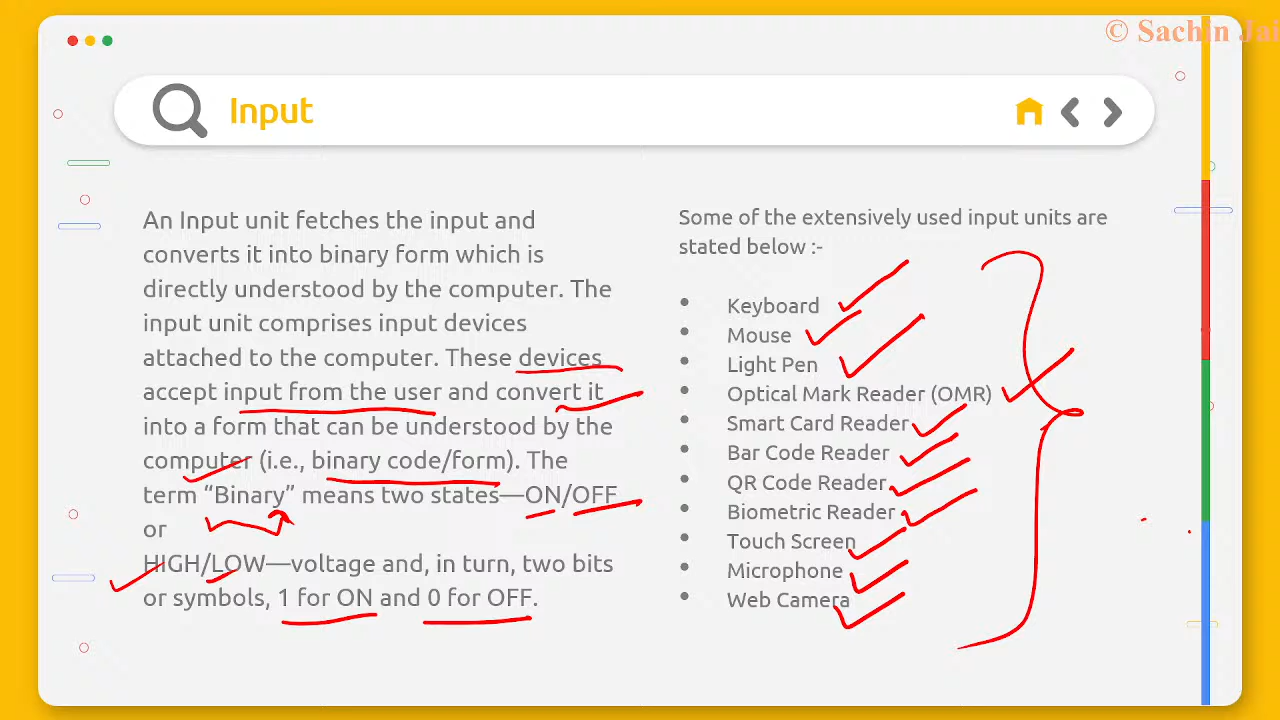 © Sachin Jai
Input
An Input unit fetches the input and
converts it into binary form which is
directly understood by the computer. The
input unit comprises input devices
attached to the computer. These devices
accept input from the user and convert it
into a form that can be understood by the
computer (i.e., binary code/form). The
term “Binary” means two states—ON/OFF
or
HIGH/LOW—voltage and, in turn, two bits
or symbols, 1 for ON and 0 for OFF.
Some of the extensively used input units are
stated below :-
• Keyboard
• Mouse
• Light Pen
• Optical Mark Reader (OMR)
• Smart Card Reader
• Bar Code Reader
• QR Code Reader
• Biometric Reader
• Touch Screen
• Microphone
• Web Camera